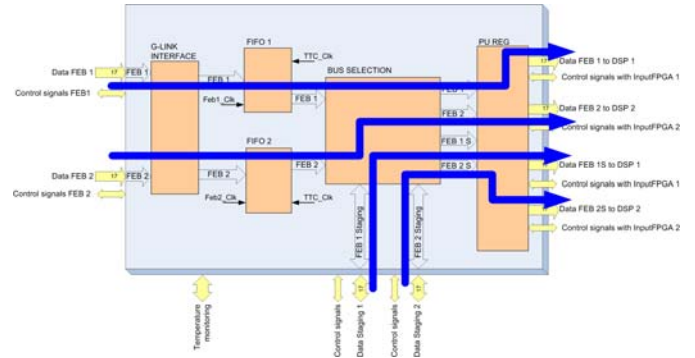 G-LINK
INTERFACE
FIFO 1
TTC_Clk
PU REG
BUS SELECTION
Data FEB 1
17
FEB 1
FEB 1
Control signals FEB1
Feb1_Clk
FEB 1
FEB 1
17
Data FEB 1 to DSP 1
Control signals with InputFPGA 1
FEB 2
17
Data FEB 2 to DSP 2
Control signals with InputFPGA 2
FIFO 2
FEB 1 S
17
Data FEB 1S to DSP 1
Data FEB 2
17
FEB 2
FEB 2
FEB 2
FEB 2 S
Control signals with InputFPGA 1
Control signals FEB 2
Feb2_Clk
TTC_Clk
17
Data FEB 2S to DSP 2
Control signals with InputFPGA 2
FEB 1 Staging
FEB 2 Staging
Temperature
monitoring
Control signals
17
Data Staging 1
Control signals
17
Data Staging 2